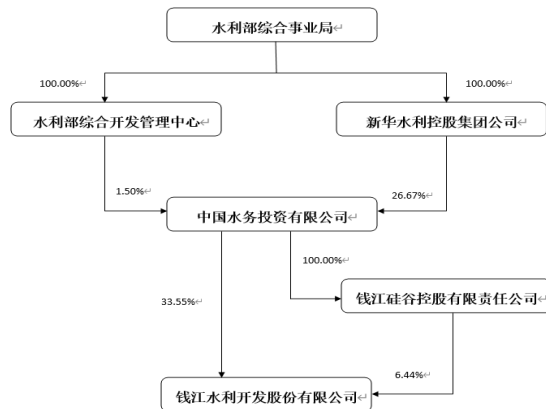 水利部综合事业局
100.00%
100.00%
水利部综合开发管理中心
新华水利控股集团公司
1.50%
26.67%
中国水务投资有限公司
100.00%
33.55%
钱江硅谷控股有限责任公司
6.44%
钱江水利开发股份有限公司